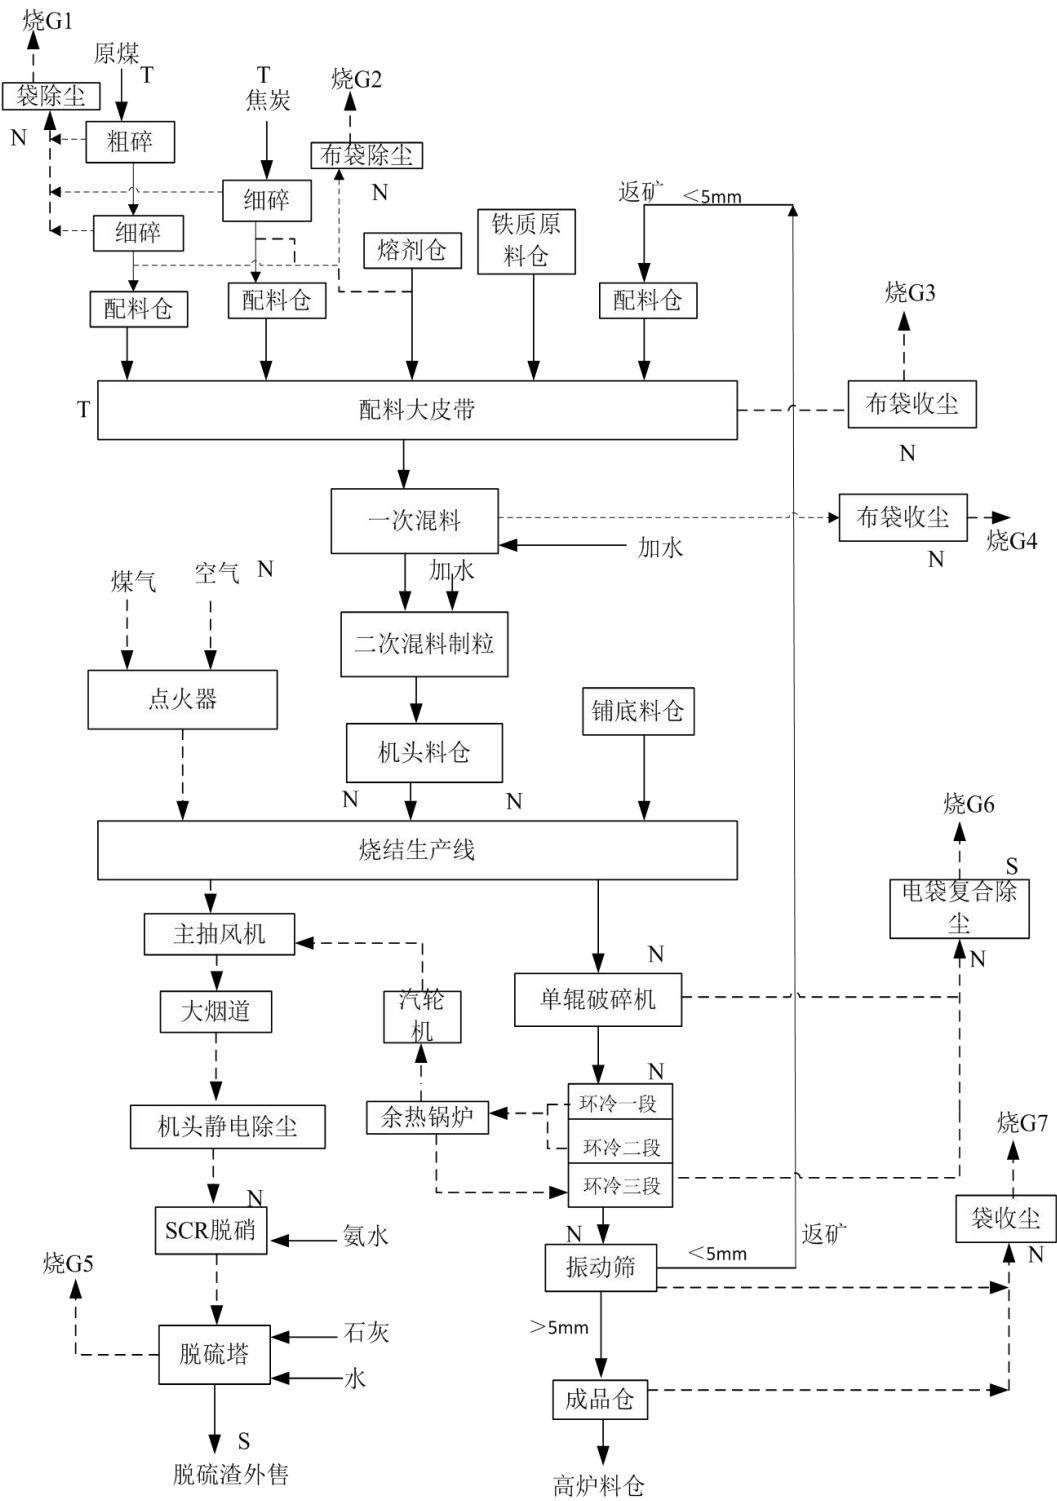 烧G1
原煤
T
袋除尘
N
粗碎
细碎
配料仓
T
焦炭
细碎
配料仓
烧G2
布袋除尘
N
熔剂仓
铁质原
料仓
返矿
＜5mm
配料仓
烧G3
布袋收尘
N
T
配料大皮带
一次混料
布袋收尘
烧G4
N
加水
加水
煤气
空气
N
二次混料制粒
点火器
铺底料仓
机头料仓
N
N
烧结生产线
烧G6
S
电袋复合除
尘
N
主抽风机
N
单辊破碎机
汽轮
机
大烟道
N
环冷一段
环冷二段
环冷三段
余热锅炉
机头静电除尘
烧G7
袋收尘
N
N
SCR脱硝
氨水
N
振动筛
＜5mm
返矿
烧G5
＞5mm
脱硫塔
石灰
水
成品仓
S
脱硫渣外售
高炉料仓